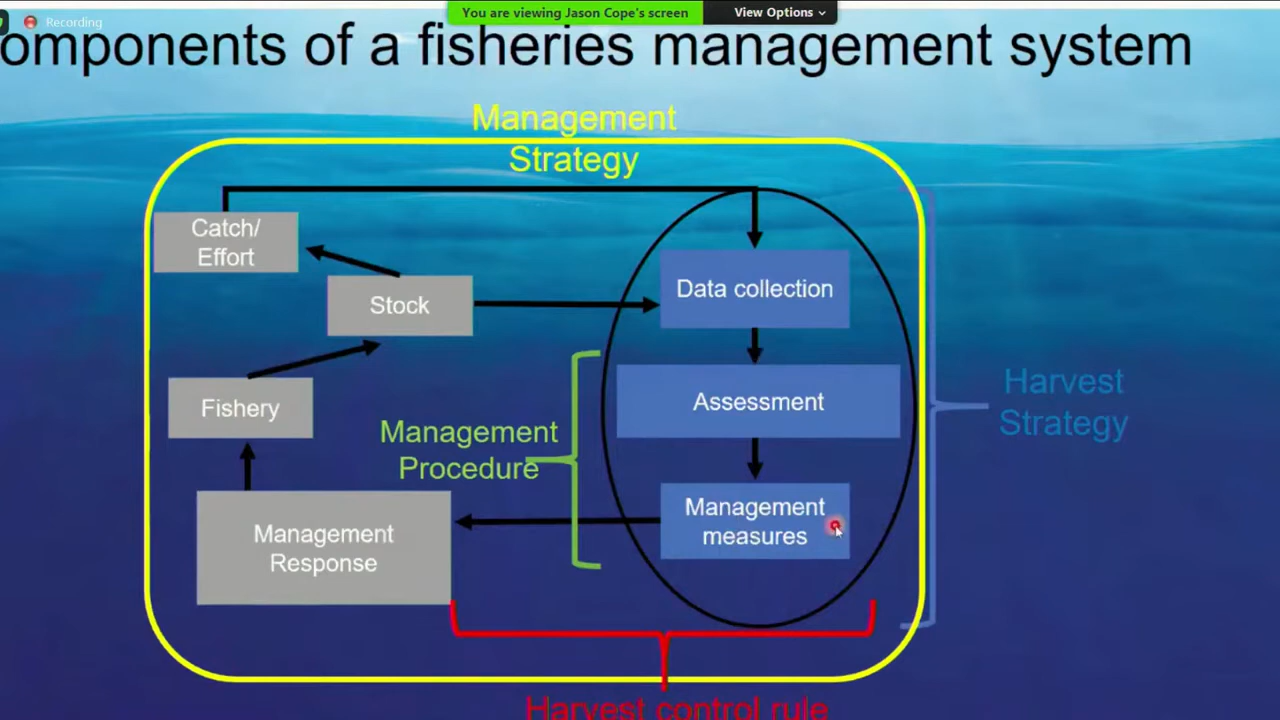 Recording
You are viewing Jason Cope's screen
View Options
omponents of a fisheries management system
Management
Strategy
Catch/
Effort
Stock
Data collection
Fishery
Assessment
Management
Procedure
Harvest
Strategy
Management
measures
Management
Response
Harvest control rule